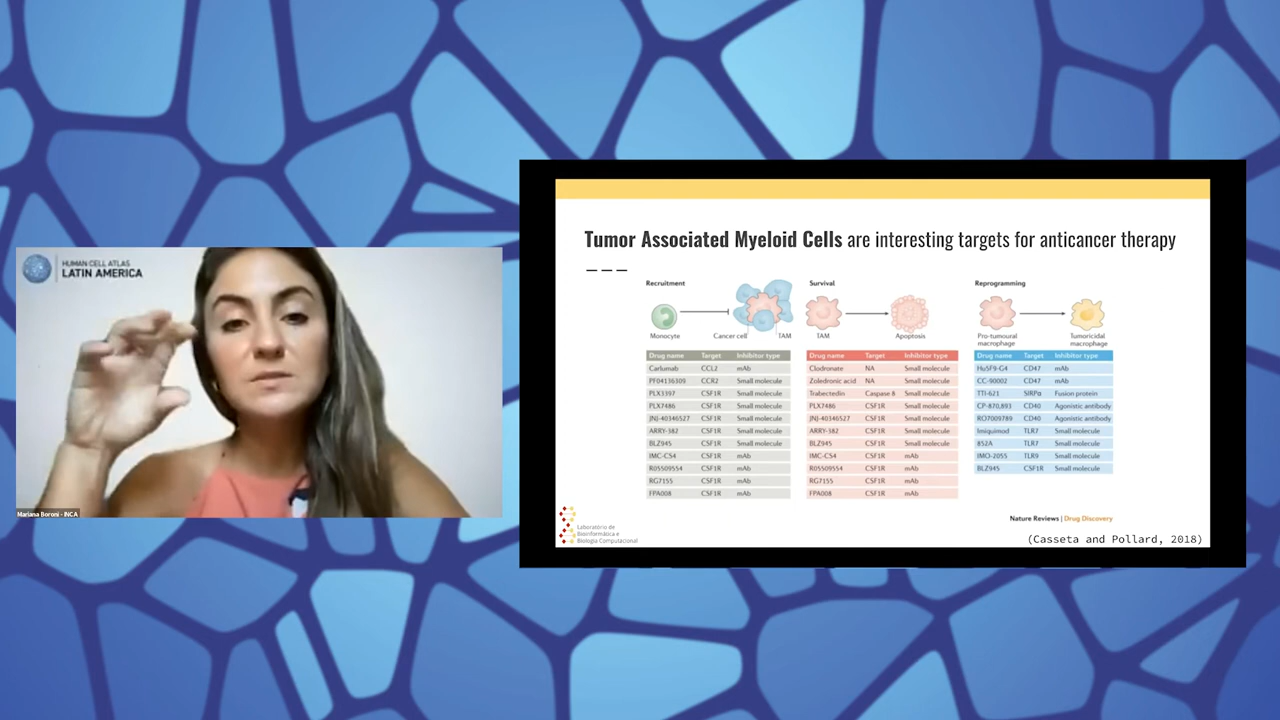 HUMAN CELL ATLAS
LATIN AMERICA
Mariana Boroni - INCA
Tumor Associated Myeloid Cells are interesting targets for anticancer therapy
Recruitment
Monocyte
Cancer cell
TAM
Drug name Target Inhibitor type
Carlumab CCL2 mAb
PF04136309 CCR2 Small molecule
PLX3397 CSF1R Small molecule
PLX7486 CSF1R Small molecule
JNJ-40346527 CSF1R Small molecule
ARRY-382 CSF1R Small molecule
BLZ945 CSF1R Small molecule
IMC-CS4 CSF1R mAb
R05509554 CSF1R mAb
RG7155 CSF1R mAb
FPA008 CSF1R mAb
Survival
TAM
Apoptosis
Drug name Target Inhibitor type
Clodronate NA Small molecule
Zoledronic acid NA Small molecule
Trabectedin Caspase 8 Small molecule
PLX7486 CSF1R Small molecule
JNJ-40346527 CSF1R Small molecule
ARRY-382 CSF1R Small molecule
BLZ945 CSF1R Small molecule
IMC-CS4 CSF1R mAb
R05509554 CSF1R mAb
RG7155 CSF1R mAb
FPA008 CSF1R mAb
Reprogramming
Pro-tumoural
macrophage
Tumoricidal
macrophage
Drug name Target Inhibitor type
Hu5F9-G4 CD47 mAb
CC-90002 CD47 mAb
TTI-621 SIRPα Fusion protein
CP-870,893 CD40 Agonistic antibody
RO7009789 CD40 Agonistic antibody
Imiquimod TLR7 Small molecule
852A TLR7 Small molecule
IMO-2055 TLR9 Small molecule
BLZ945 CSF1R Small molecule
Nature Reviews | Drug Discovery
(Casseta and Pollard, 2018)
Laboratório de
Bioinformática e
Biologia Computacional